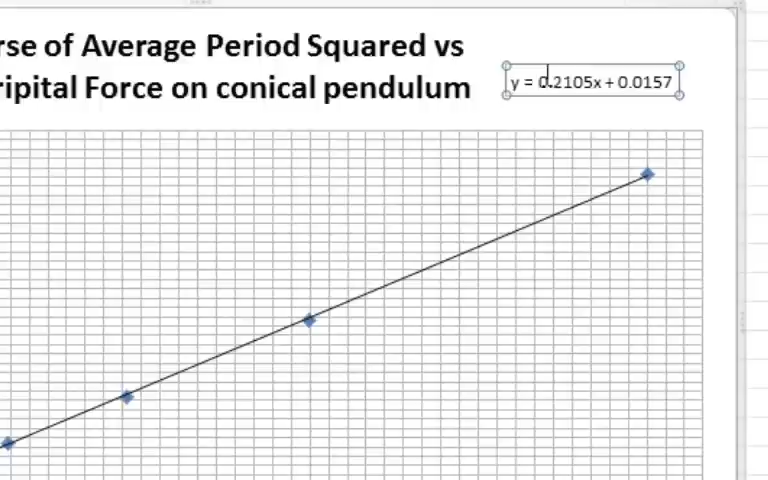 rse of Average Period Squared vs
ripital Force on conical pendulum
y = 0.2105x + 0.0157